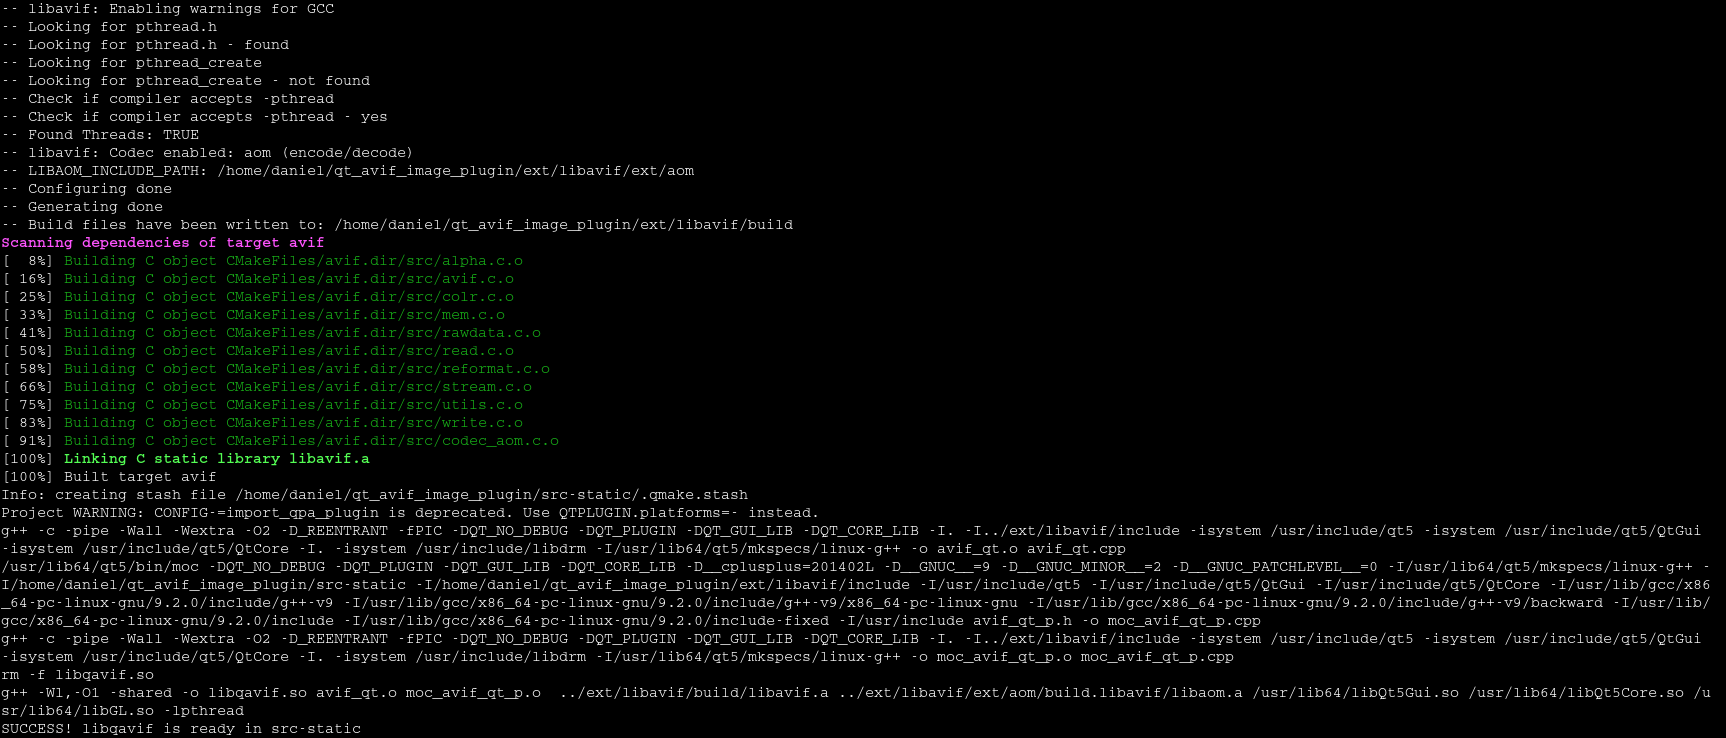 -- libavif: Enabling warnings for GCC
-- Looking for pthread.h
-- Looking for pthread.h - found
-- Looking for pthread_create
-- Looking for pthread_create - not found
-- Check if compiler accepts -pthread
-- Check if compiler accepts -pthread - yes
-- Found Threads: TRUE
-- libavif: Codec enabled: aom (encode/decode)
-- LIBAOM_INCLUDE_PATH: /home/daniel/qt_avif_image_plugin/ext/libavif/ext/aom
-- Configuring done
-- Generating done
-- Build files have been written to: /home/daniel/qt_avif_image_plugin/ext/libavif/build
Scanning dependencies of target avif
[  8%] Building C object CMakeFiles/avif.dir/src/alpha.c.o
[ 16%] Building C object CMakeFiles/avif.dir/src/avif.c.o
[ 25%] Building C object CMakeFiles/avif.dir/src/colr.c.o
[ 33%] Building C object CMakeFiles/avif.dir/src/mem.c.o
[ 41%] Building C object CMakeFiles/avif.dir/src/rawdata.c.o
[ 50%] Building C object CMakeFiles/avif.dir/src/read.c.o
[ 58%] Building C object CMakeFiles/avif.dir/src/reformat.c.o
[ 66%] Building C object CMakeFiles/avif.dir/src/stream.c.o
[ 75%] Building C object CMakeFiles/avif.dir/src/utils.c.o
[ 83%] Building C object CMakeFiles/avif.dir/src/write.c.o
[ 91%] Building C object CMakeFiles/avif.dir/src/codec_aom.c.o
[100%] Linking C static library libavif.a
[100%] Built target avif
Info: creating stash file /home/daniel/qt_avif_image_plugin/src-static/.qmake.stash
Project WARNING: CONFIG-=import_qpa_plugin is deprecated. Use QTPLUGIN.platforms=- instead.
g++ -c -pipe -Wall -Wextra -O2 -D_REENTRANT -fPIC -DQT_NO_DEBUG -DQT_PLUGIN -DQT_GUI_LIB -DQT_CORE_LIB -I. -I../ext/libavif/include -isystem /usr/include/qt5 -isystem /usr/include/qt5/QtGui
-isystem /usr/include/qt5/QtCore -I. -isystem /usr/include/libdrm -I/usr/lib64/qt5/mkspecs/linux-g++ -o avif_qt.o avif_qt.cpp
/usr/lib64/qt5/bin/moc -DQT_NO_DEBUG -DQT_PLUGIN -DQT_GUI_LIB -DQT_CORE_LIB -D__cplusplus=201402L -D__GNUC__=9 -D__GNUC_MINOR__=2 -D__GNUC_PATCHLEVEL__=0 -I/usr/lib64/qt5/mkspecs/linux-g++ -
I/home/daniel/qt_avif_image_plugin/src-static -I/home/daniel/qt_avif_image_plugin/ext/libavif/include -I/usr/include/qt5 -I/usr/include/qt5/QtGui -I/usr/include/qt5/QtCore -I/usr/lib/gcc/x86
_64-pc-linux-gnu/9.2.0/include/g++-v9 -I/usr/lib/gcc/x86_64-pc-linux-gnu/9.2.0/include/g++-v9/x86_64-pc-linux-gnu -I/usr/lib/gcc/x86_64-pc-linux-gnu/9.2.0/include/g++-v9/backward -I/usr/lib/
gcc/x86_64-pc-linux-gnu/9.2.0/include -I/usr/lib/gcc/x86_64-pc-linux-gnu/9.2.0/include-fixed -I/usr/include avif_qt_p.h -o moc_avif_qt_p.cpp
g++ -c -pipe -Wall -Wextra -O2 -D_REENTRANT -fPIC -DQT_NO_DEBUG -DQT_PLUGIN -DQT_GUI_LIB -DQT_CORE_LIB -I. -I../ext/libavif/include -isystem /usr/include/qt5 -isystem /usr/include/qt5/QtGui
-isystem /usr/include/qt5/QtCore -I. -isystem /usr/include/libdrm -I/usr/lib64/qt5/mkspecs/linux-g++ -o moc_avif_qt_p.o moc_avif_qt_p.cpp
rm -f libqavif.so
g++ -Wl,-O1 -shared -o libqavif.so avif_qt.o moc_avif_qt_p.o  ../ext/libavif/build/libavif.a ../ext/libavif/ext/aom/build.libavif/libaom.a /usr/lib64/libQt5Gui.so /usr/lib64/libQt5Core.so /u
sr/lib64/libGL.so -lpthread
SUCCESS! libqavif is ready in src-static